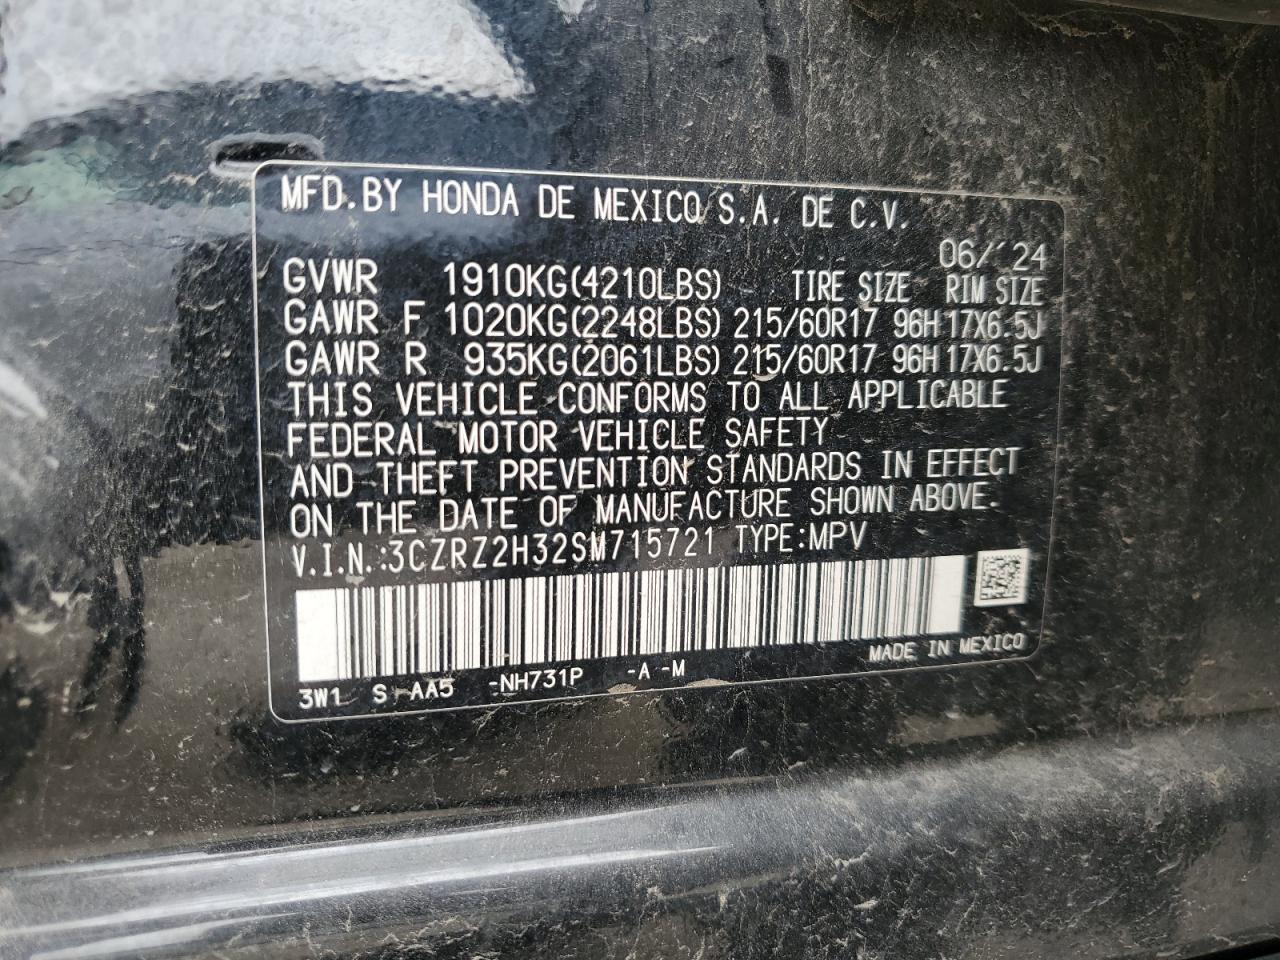 MFD.BY HONDA DE MEXICO S.A. DE C.V.
06/'24
GVWR 1910KG(4210LBS) TIRE SIZE RIM SIZE
GAWR F 1020KG(2248LBS) 215/60R17 96H 17X6.5J
GAWR R 935KG(2061LBS) 215/60R17 96H 17X6.5J
THIS VEHICLE CONFORMS TO ALL APPLICABLE
FEDERAL MOTOR VEHICLE SAFETY
AND THEFT PREVENTION STANDARDS IN EFFECT
ON THE DATE OF MANUFACTURE SHOWN ABOVE.
V.I.N.:3CZRZ2H32SM715721 TYPE:MPV
MADE IN MEXICO
3W1 S AA5 -NH731P -A -M